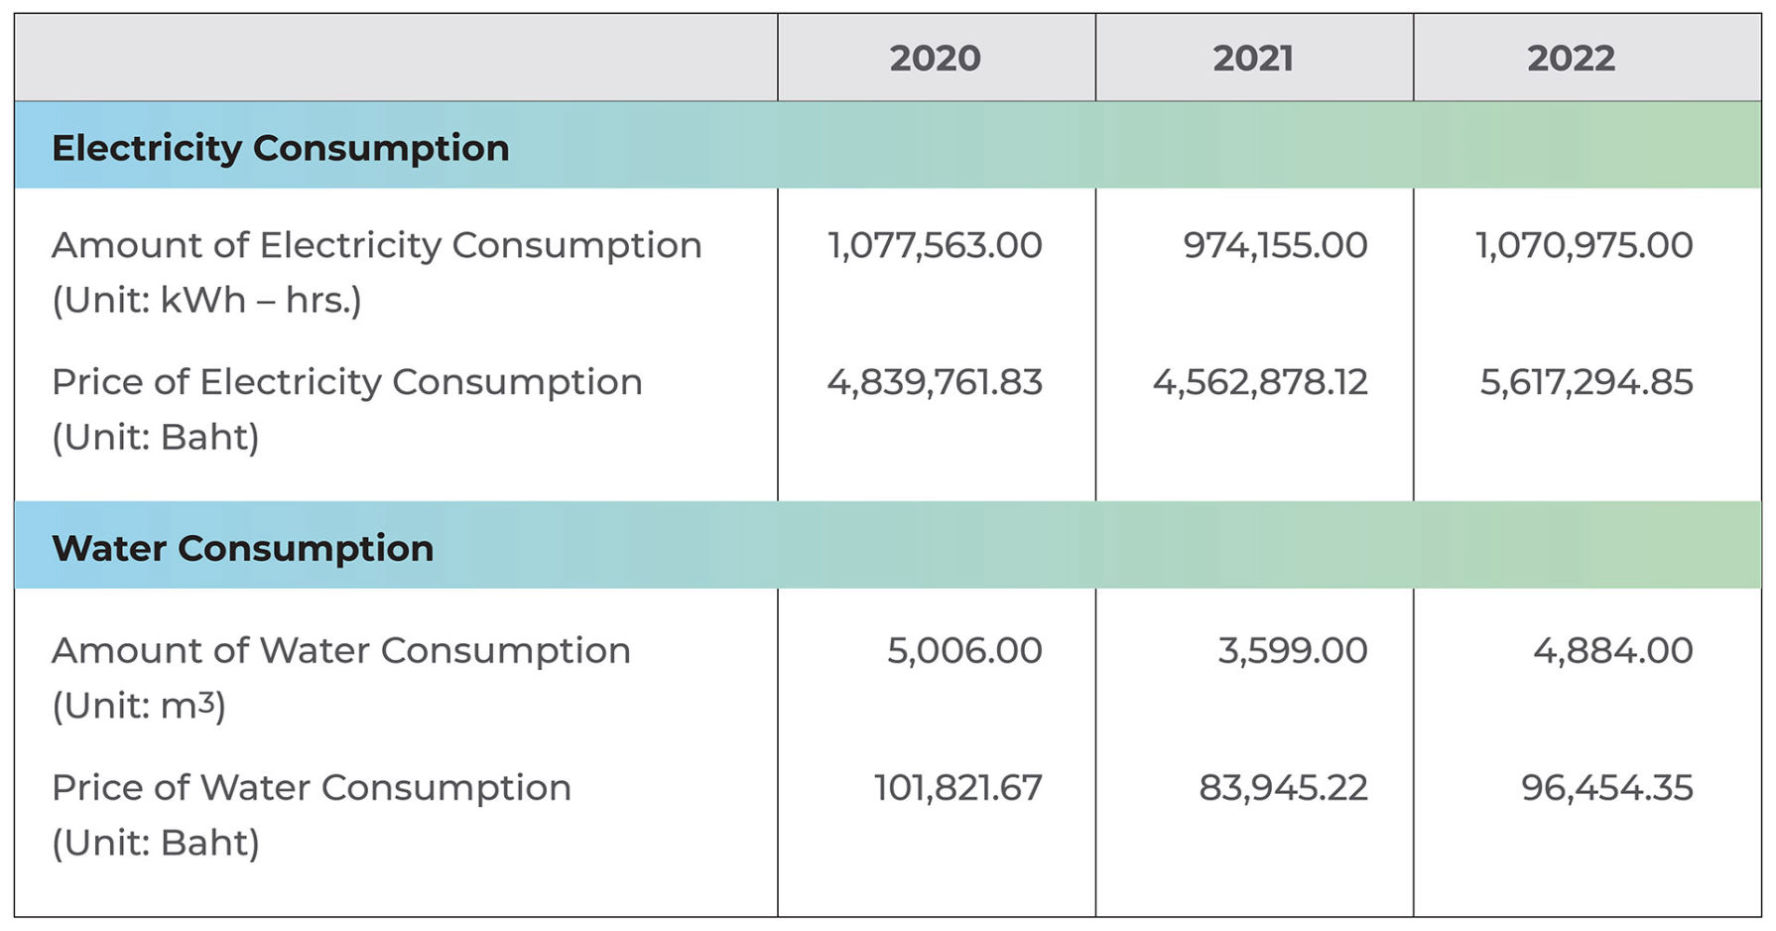 2020 2021 2022
Electricity Consumption
Amount of Electricity Consumption 1,077,563.00 974,155.00 1,070,975.00
(Unit: kWh – hrs.)
Price of Electricity Consumption 4,839,761.83 4,562,878.12 5,617,294.85
(Unit: Baht)
Water Consumption
Amount of Water Consumption 5,006.00 3,599.00 4,884.00
(Unit: m³)
Price of Water Consumption 101,821.67 83,945.22 96,454.35
(Unit: Baht)